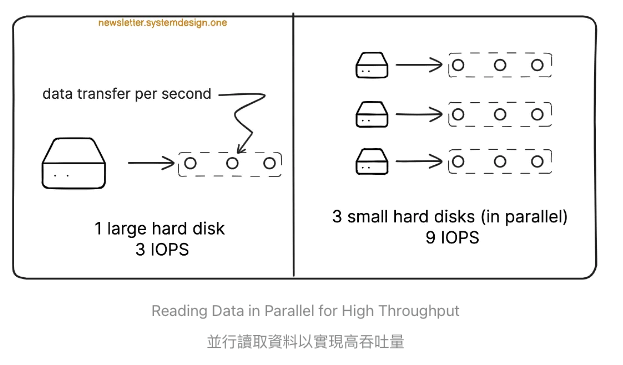 newsletter.systemdesign.one
data transfer per second
1 large hard disk
3 IOPS
3 small hard disks (in parallel)
9 IOPS
Reading Data in Parallel for High Throughput
並行讀取資料以實現高吞吐量